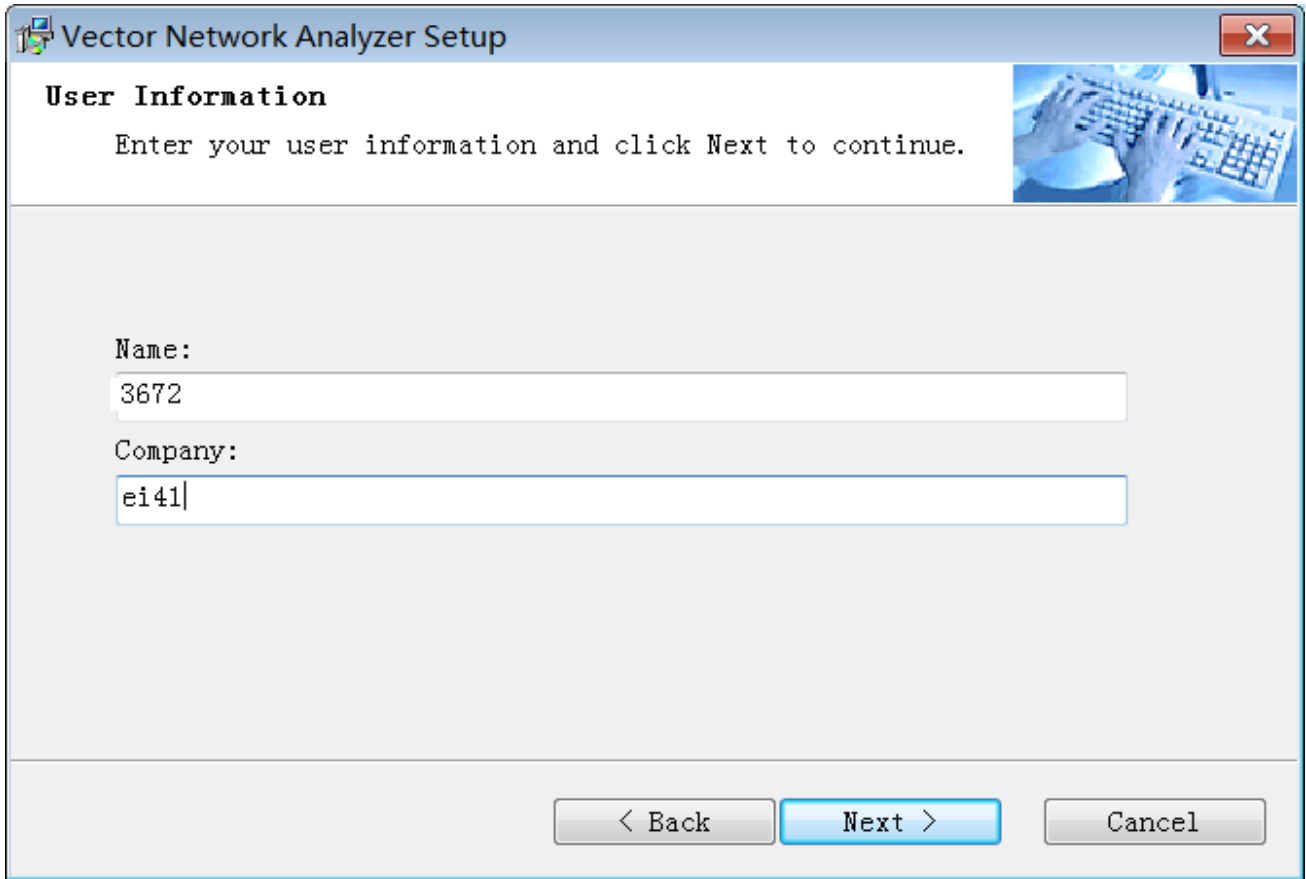 Vector Network Analyzer Setup
User Information
Enter your user information and click Next to continue.
Name:
3672
Company:
ei41
< Back
Next >
Cancel